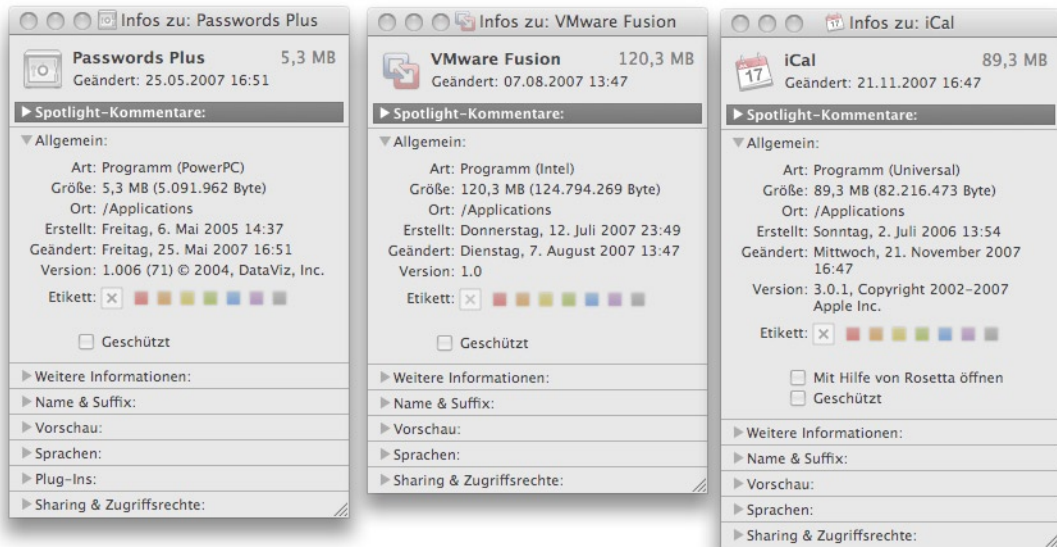 Infos zu: Passwords Plus
Passwords Plus 5,3 MB
Geändert: 25.05.2007 16:51
Spotlight-Kommentare:
Allgemein:
Art: Programm (PowerPC)
Größe: 5,3 MB (5.091.962 Byte)
Ort: /Applications
Erstellt: Freitag, 6. Mai 2005 14:37
Geändert: Freitag, 25. Mai 2007 16:51
Version: 1.006 (71) © 2004, DataViz, Inc.
Etikett:
Geschützt
Weitere Informationen:
Name & Suffix:
Vorschau:
Sprachen:
Plug-Ins:
Sharing & Zugriffsrechte:
Infos zu: VMware Fusion
VMware Fusion 120,3 MB
Geändert: 07.08.2007 13:47
Spotlight-Kommentare:
Allgemein:
Art: Programm (Intel)
Größe: 120,3 MB (124.794.269 Byte)
Ort: /Applications
Erstellt: Donnerstag, 12. Juli 2007 23:49
Geändert: Dienstag, 7. August 2007 13:47
Version: 1.0
Etikett:
Geschützt
Weitere Informationen:
Name & Suffix:
Vorschau:
Sprachen:
Sharing & Zugriffsrechte:
Infos zu: iCal
iCal 89,3 MB
Geändert: 21.11.2007 16:47
Spotlight-Kommentare:
Allgemein:
Art: Programm (Universal)
Größe: 89,3 MB (82.216.473 Byte)
Ort: /Applications
Erstellt: Sonntag, 2. Juli 2006 13:54
Geändert: Mittwoch, 21. November 2007
16:47
Version: 3.0.1, Copyright 2002–2007
Apple Inc.
Etikett:
Mit Hilfe von Rosetta öffnen
Geschützt
Weitere Informationen:
Name & Suffix:
Vorschau:
Sprachen:
Sharing & Zugriffsrechte: